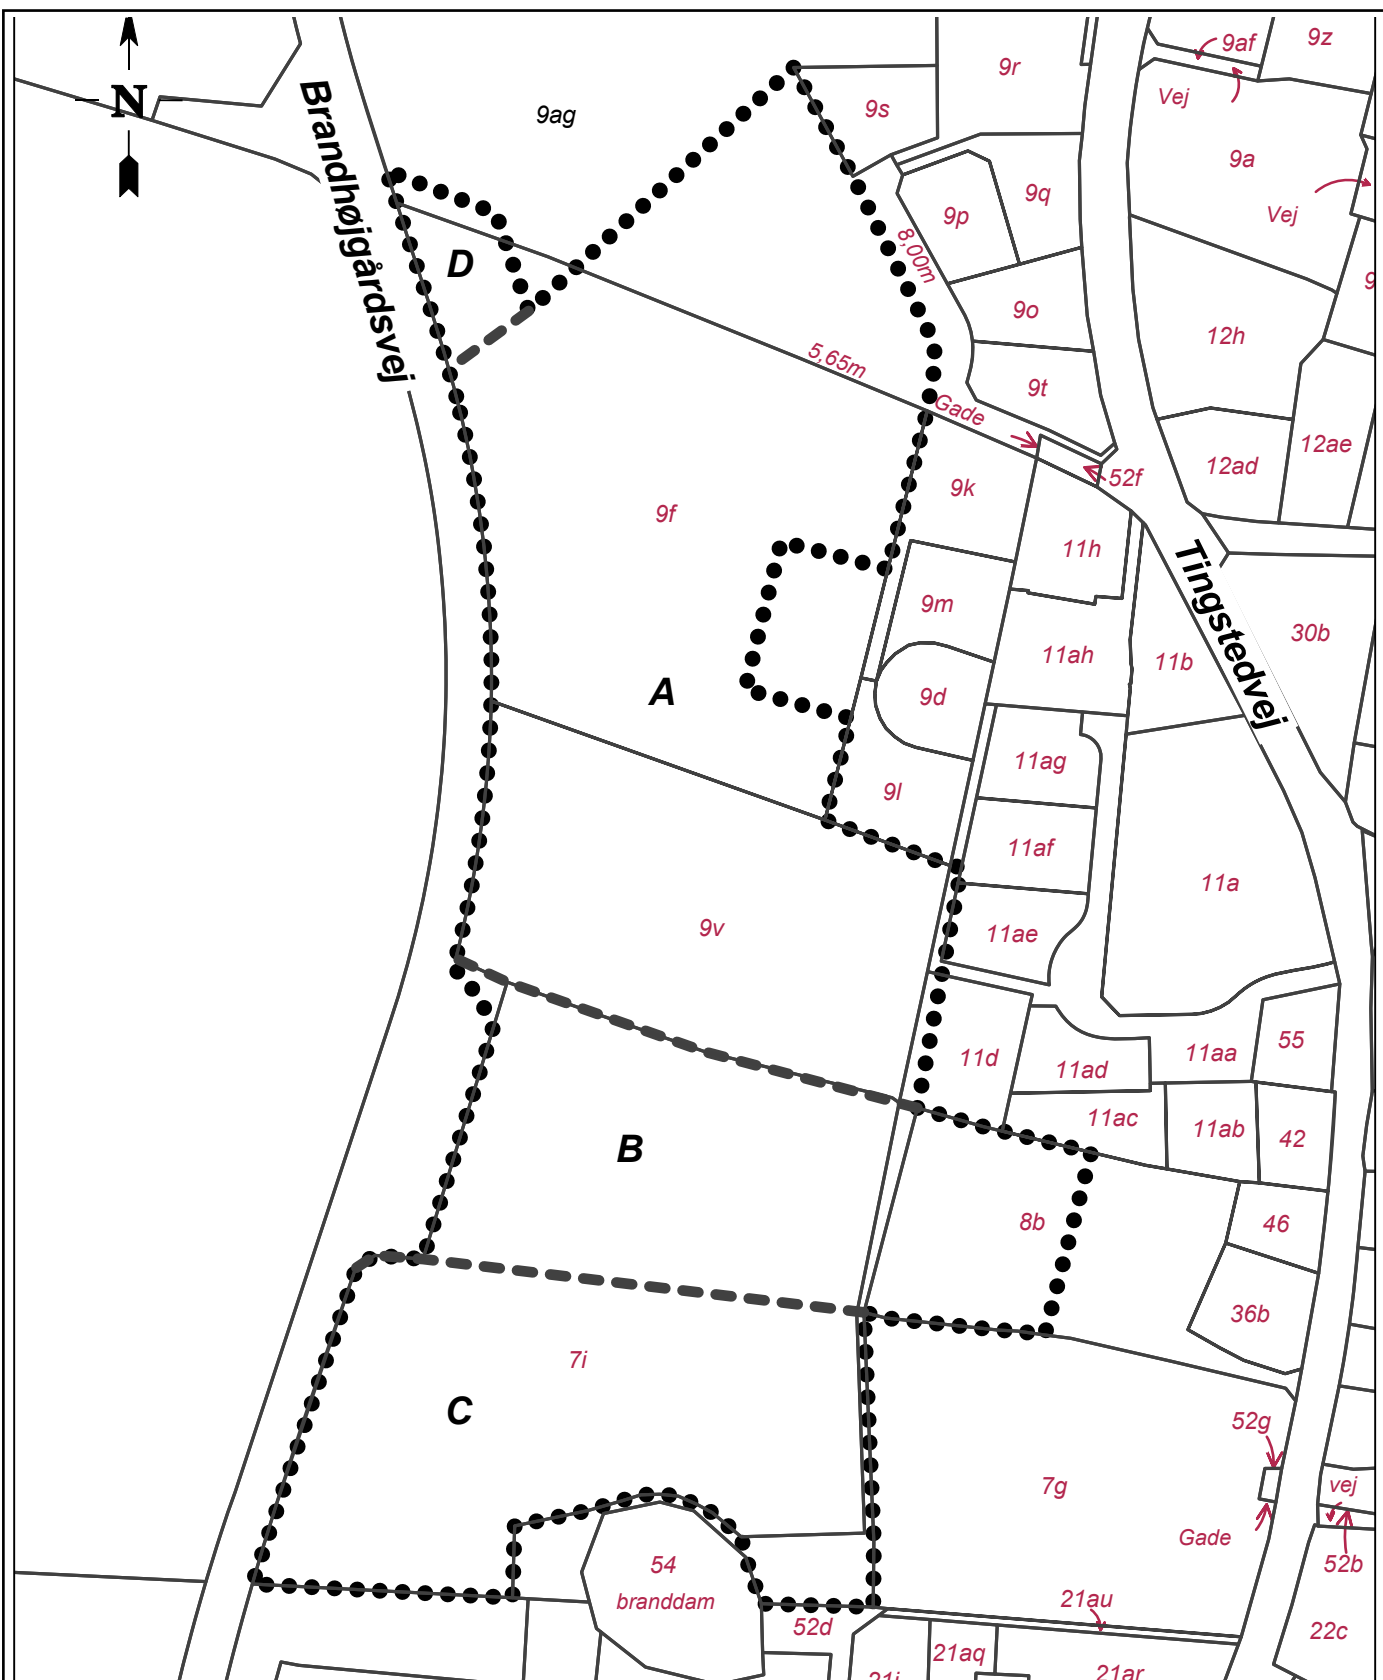 N
Brandhøjgårdsvej
9ag
9s
9r
9af
9z
Vej
9a
Vej
9q
9p
8,00m
9o
9t
12h
D
5,65m
Gade
52f
12ad
12ae
9f
9k
11h
9m
11ah
11b
30b
Tingstedvej
A
9d
11ag
9l
11af
11a
9v
11ae
11d
11ad
11aa
55
11ac
11ab
42
B
8b
46
36b
7i
C
52g
7g
vej
Gade
52b
54
branddam
21au
52d
21aq
22c
21ar